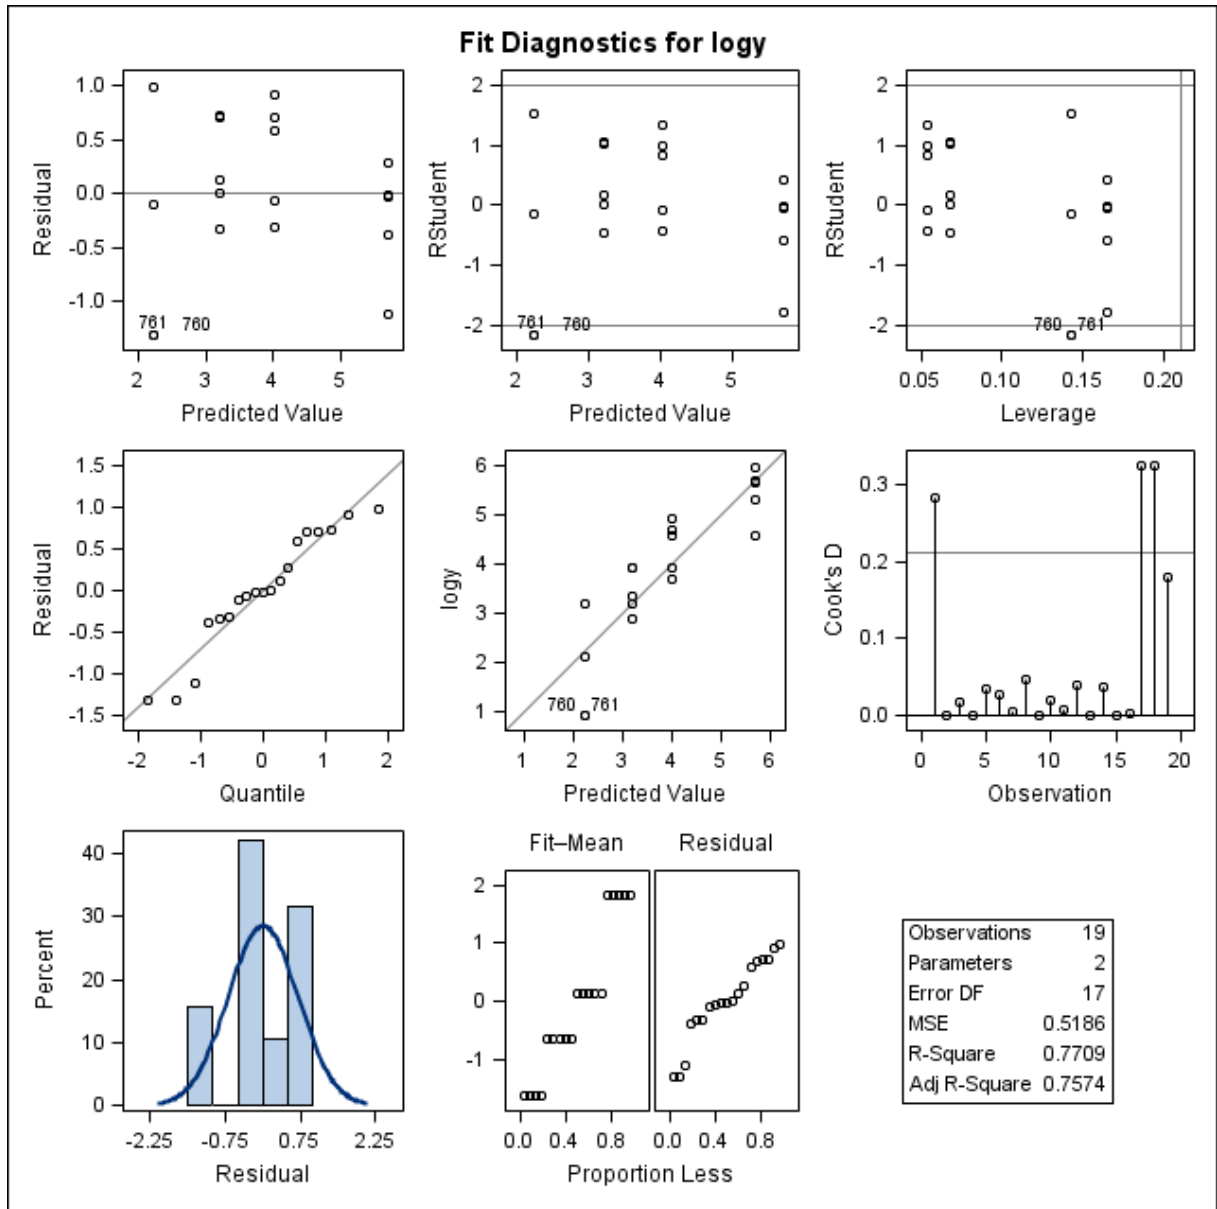 Fit Diagnostics for logy
1.0
0.5
0.0
-0.5
-1.0
Residual
761 760
2 3 4 5
Predicted Value
2
1
0
-1
-2
RStudent
761 760
2 3 4 5
Predicted Value
2
1
0
-1
-2
RStudent
760 761
0.05 0.10 0.15 0.20
Leverage
1.5
1.0
0.5
0.0
-0.5
-1.0
-1.5
Residual
-2 -1 0 1 2
Quantile
6
5
4
3
2
1
logy
760 761
1 2 3 4 5 6
Predicted Value
0.3
0.2
0.1
0.0
Cook's D
0 5 10 15 20
Observation
40
30
20
10
0
Percent
-2.25 -0.75 0.75 2.25
Residual
Fit–Mean Residual
2
1
0
-1
0.0 0.4 0.8 0.0 0.4 0.8
Proportion Less
Observations 19
Parameters 2
Error DF 17
MSE 0.5186
R-Square 0.7709
Adj R-Square 0.7574